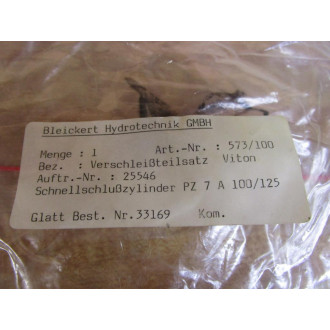 Bleickert Hydrotechnik GMBH
Menge : 1 Art.-Nr. : 573/100
Bez. : Verschleißteilsatz Viton
Auftr.-Nr. : 25546
Schnellschlußzylinder PZ 7 A 100/125
Glatt Best. Nr.33169 Kom.